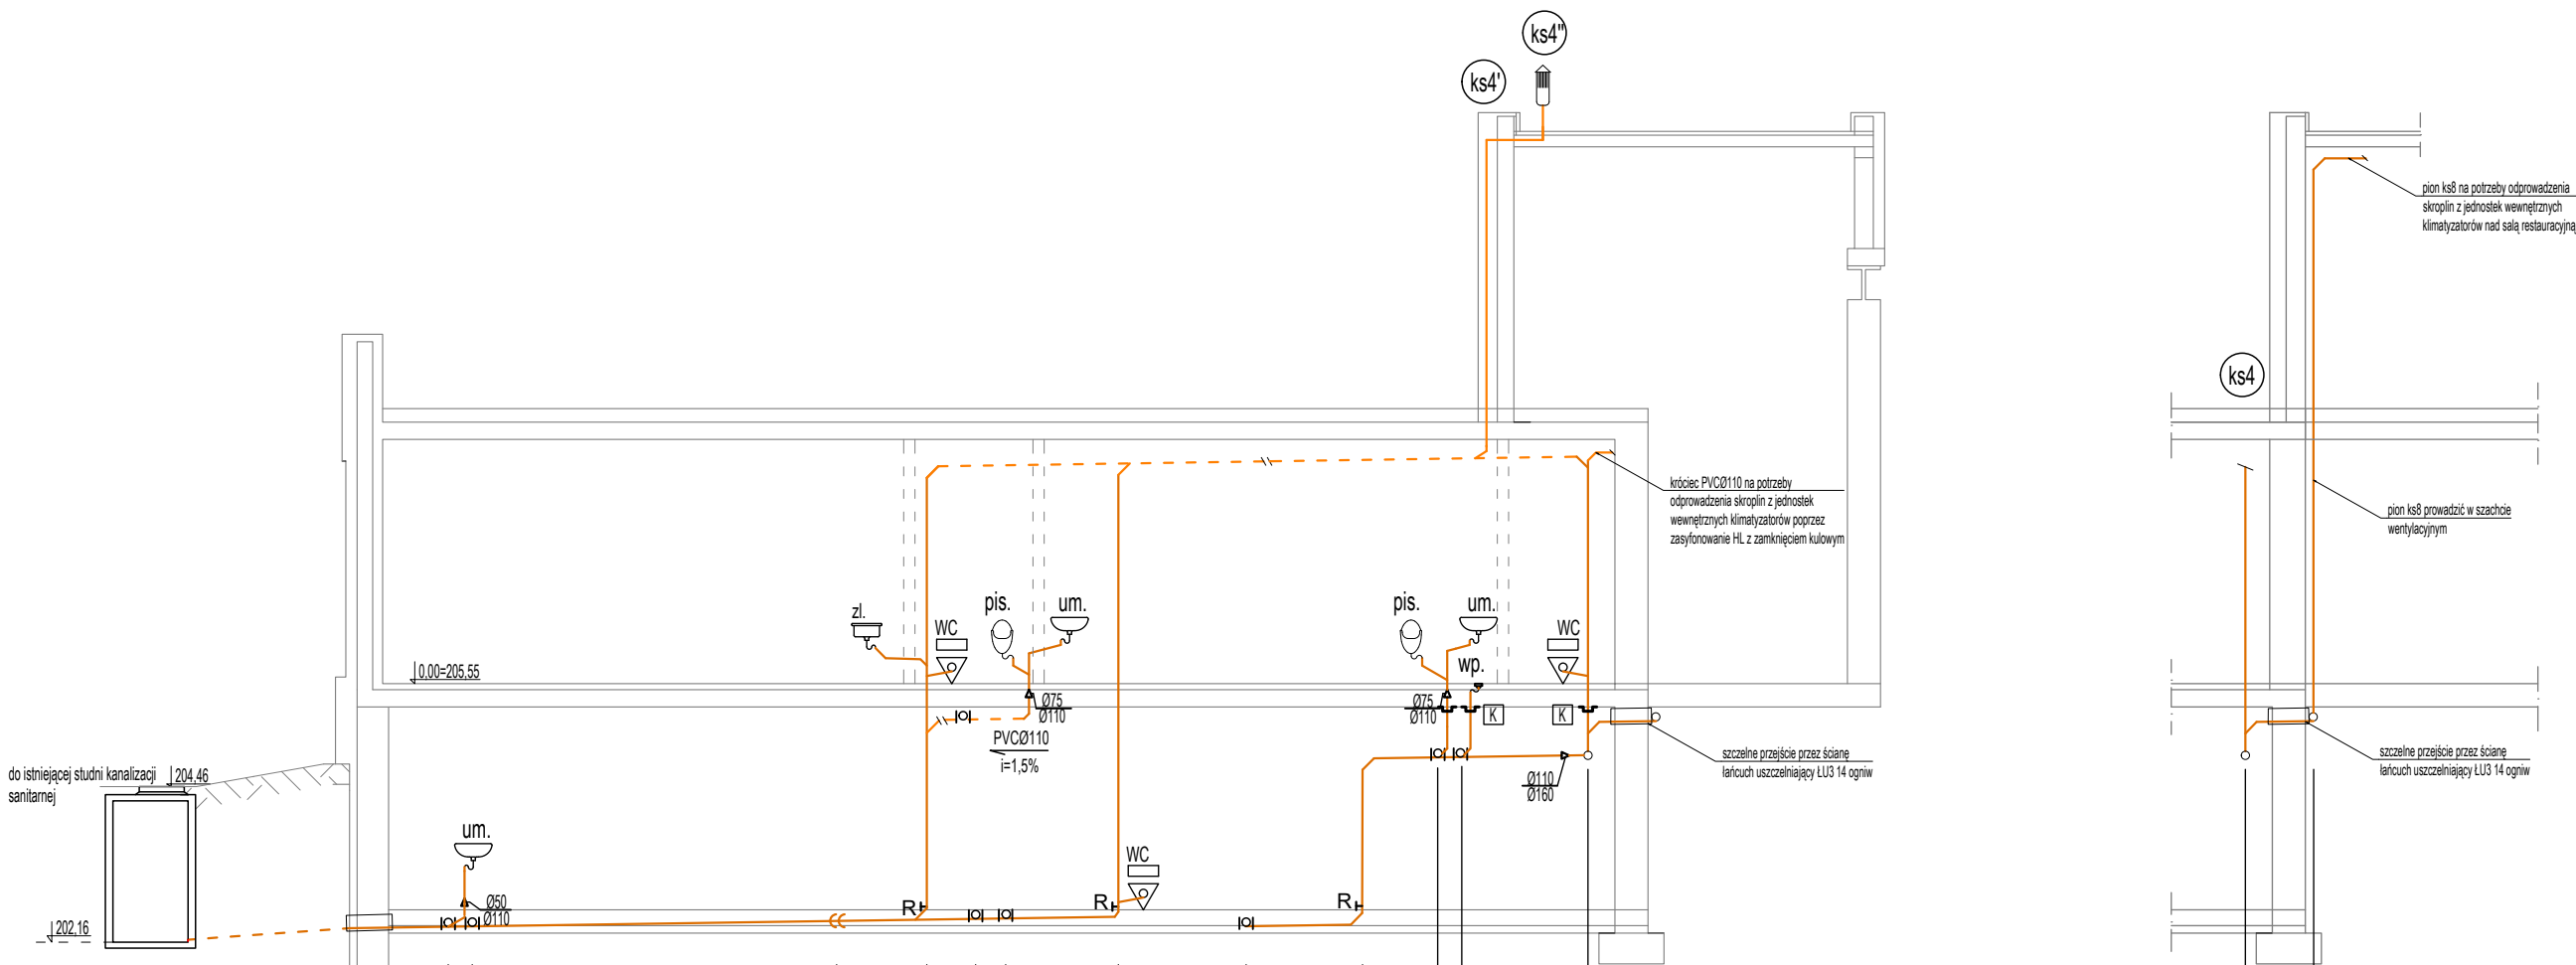 ks4"
ks4'
pion ks8 na potrzeby odprowadzenia
skroplin z jednostek wewnętrznych
klimatyzatorów nad salą restauracyjną
ks4
króciec PVCØ110 na potrzeby
odprowadzenia skroplin z jednostek
wewnętrznych klimatyzatorów poprzez
zasyfonowanie HL z zamknięciem kulowym
pion ks8 prowadzić w szachcie
wentylacyjnym
zl.
WC
pis.
um.
pis.
um.
WC
wp.
0,00=205,55
Ø75
Ø110
Ø75
Ø110
K
K
PVCØ110
i=1,5%
szczelne przejście przez ścianę
łańcuch uszczelniający ŁU3 14 ogniw
szczelne przejście przez ścianę
łańcuch uszczelniający ŁU3 14 ogniw
Ø110
Ø160
do istniejącej studni kanalizacji
sanitarnej
204,46
um.
WC
Ø50
Ø110
R
R
R
202,16